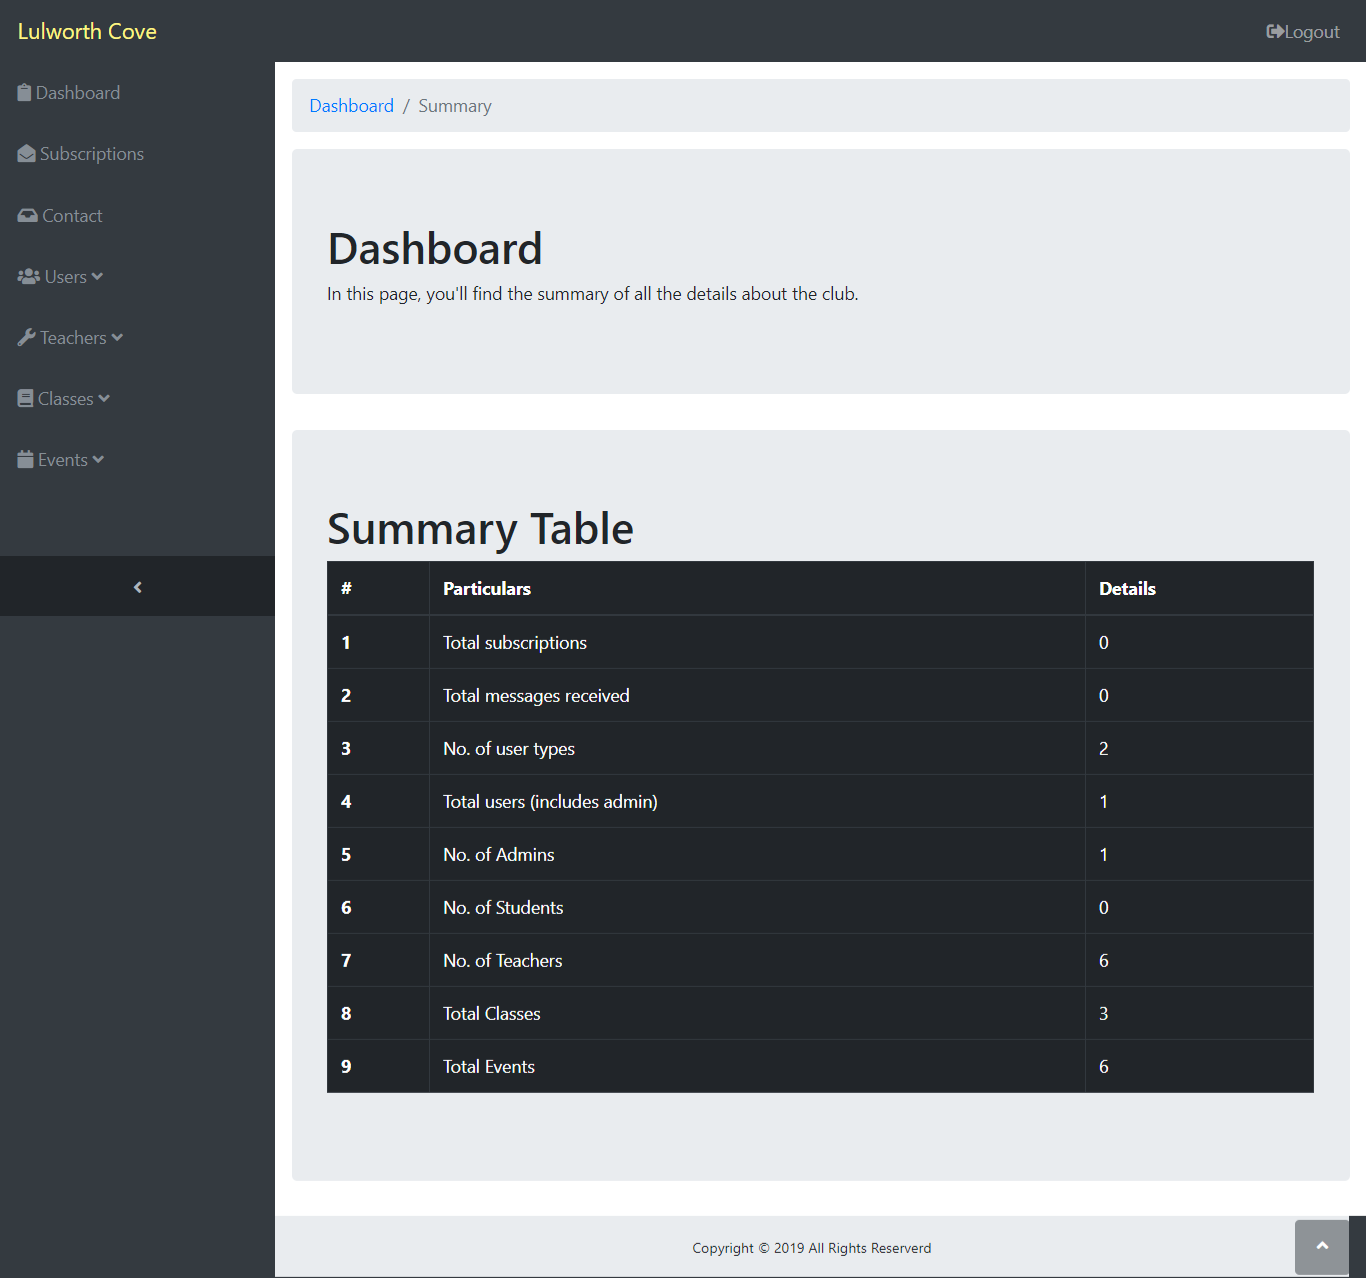 Lulworth Cove
Logout
Dashboard
Subscriptions
Contact
Users
Teachers
Classes
Events
Dashboard / Summary
Dashboard
In this page, you'll find the summary of all the details about the club.
Summary Table
# Particulars Details
1 Total subscriptions 0
2 Total messages received 0
3 No. of user types 2
4 Total users (includes admin) 1
5 No. of Admins 1
6 No. of Students 0
7 No. of Teachers 6
8 Total Classes 3
9 Total Events 6
Copyright © 2019 All Rights Reserverd